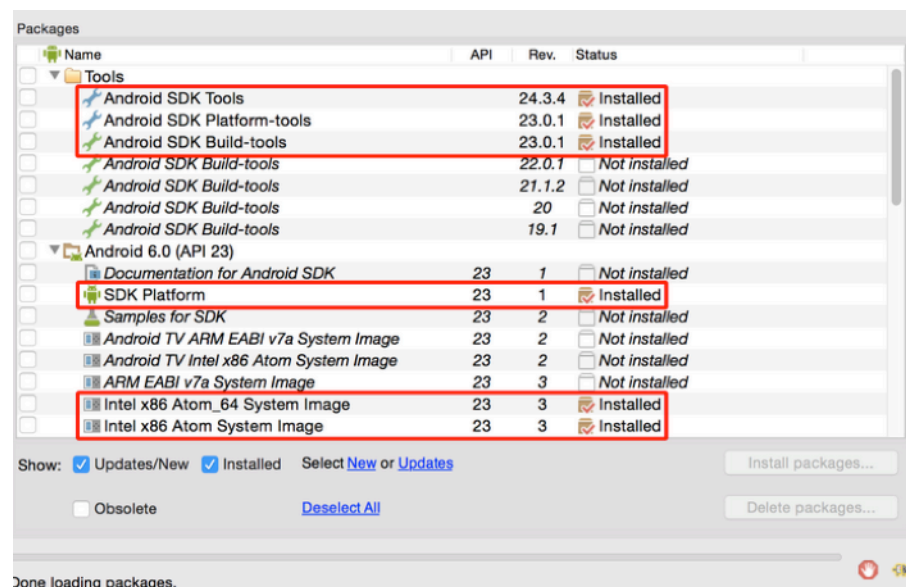 Packages
Name API Rev. Status
Tools
Android SDK Tools 24.3.4 Installed
Android SDK Platform-tools 23.0.1 Installed
Android SDK Build-tools 23.0.1 Installed
Android SDK Build-tools 22.0.1 Not installed
Android SDK Build-tools 21.1.2 Not installed
Android SDK Build-tools 20 Not installed
Android SDK Build-tools 19.1 Not installed
Android 6.0 (API 23)
Documentation for Android SDK 23 1 Not installed
SDK Platform 23 1 Installed
Samples for SDK 23 2 Not installed
Android TV ARM EABI v7a System Image 23 2 Not installed
Android TV Intel x86 Atom System Image 23 2 Not installed
ARM EABI v7a System Image 23 3 Not installed
Intel x86 Atom_64 System Image 23 3 Installed
Intel x86 Atom System Image 23 3 Installed
Show: Updates/New Installed Select New or Updates Install packages...
Obsolete Deselect All Delete packages...
Done loading packages.